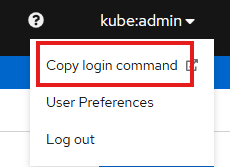 kube:admin
Copy login command
User Preferences
Log out